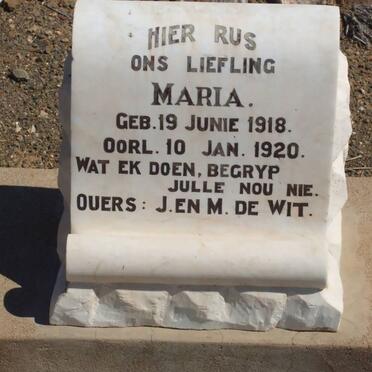 HIER RUS
ONS LIEFLING
MARIA.
GEB. 19 JUNIE 1918.
OORL. 10 JAN. 1920.
WAT EK DOEN, BEGRYP
JULLE NOU NIE.
OUERS: J. EN M. DE WIT.